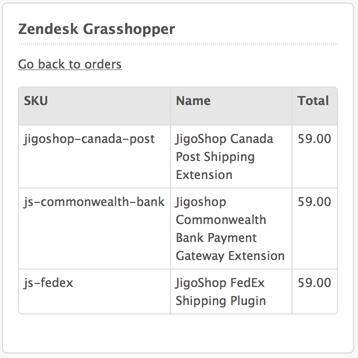 Zendesk Grasshopper
Go back to orders
SKU Name Total
jigoshop-canada-post JigoShop Canada 59.00
Post Shipping
Extension
js-commonwealth-bank Jigoshop 59.00
Commonwealth
Bank Payment
Gateway Extension
js-fedex JigoShop FedEx 59.00
Shipping Plugin